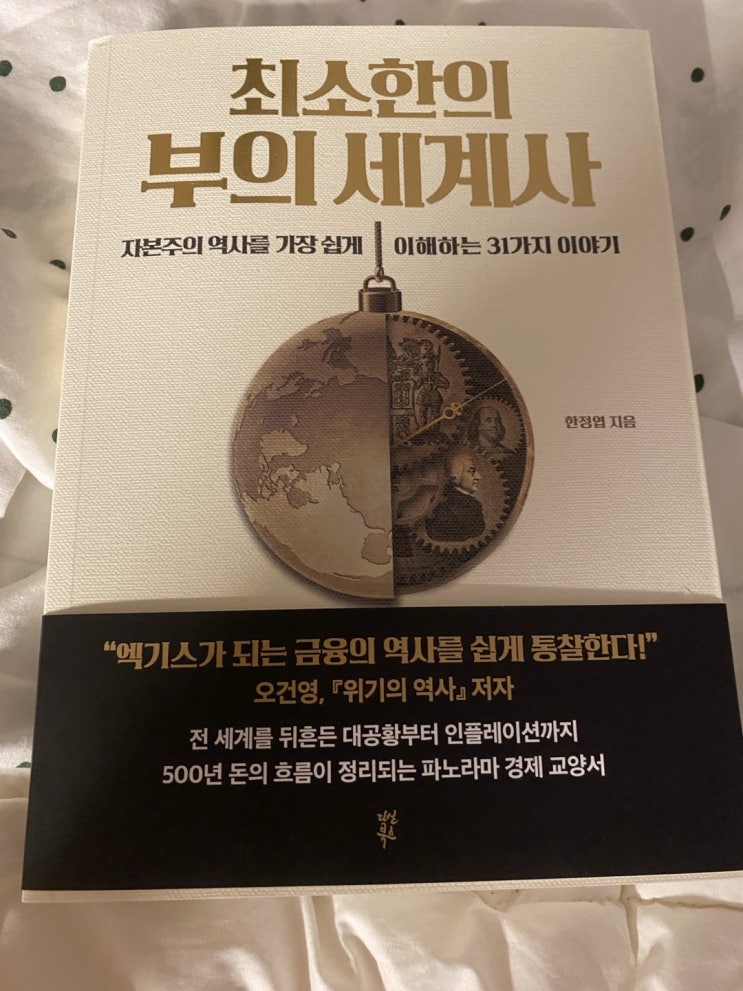 최소한의
부의 세계사
자본주의 역사를 가장 쉽게 이해하는 31가지 이야기
한정엽 지음
“엑기스가 되는 금융의 역사를 쉽게 통찰한다!”
오건영, 『위기의 역사』 저자
전 세계를 뒤흔든 대공황부터 인플레이션까지
500년 돈의 흐름이 정리되는 파노라마 경제 교양서
다산북스